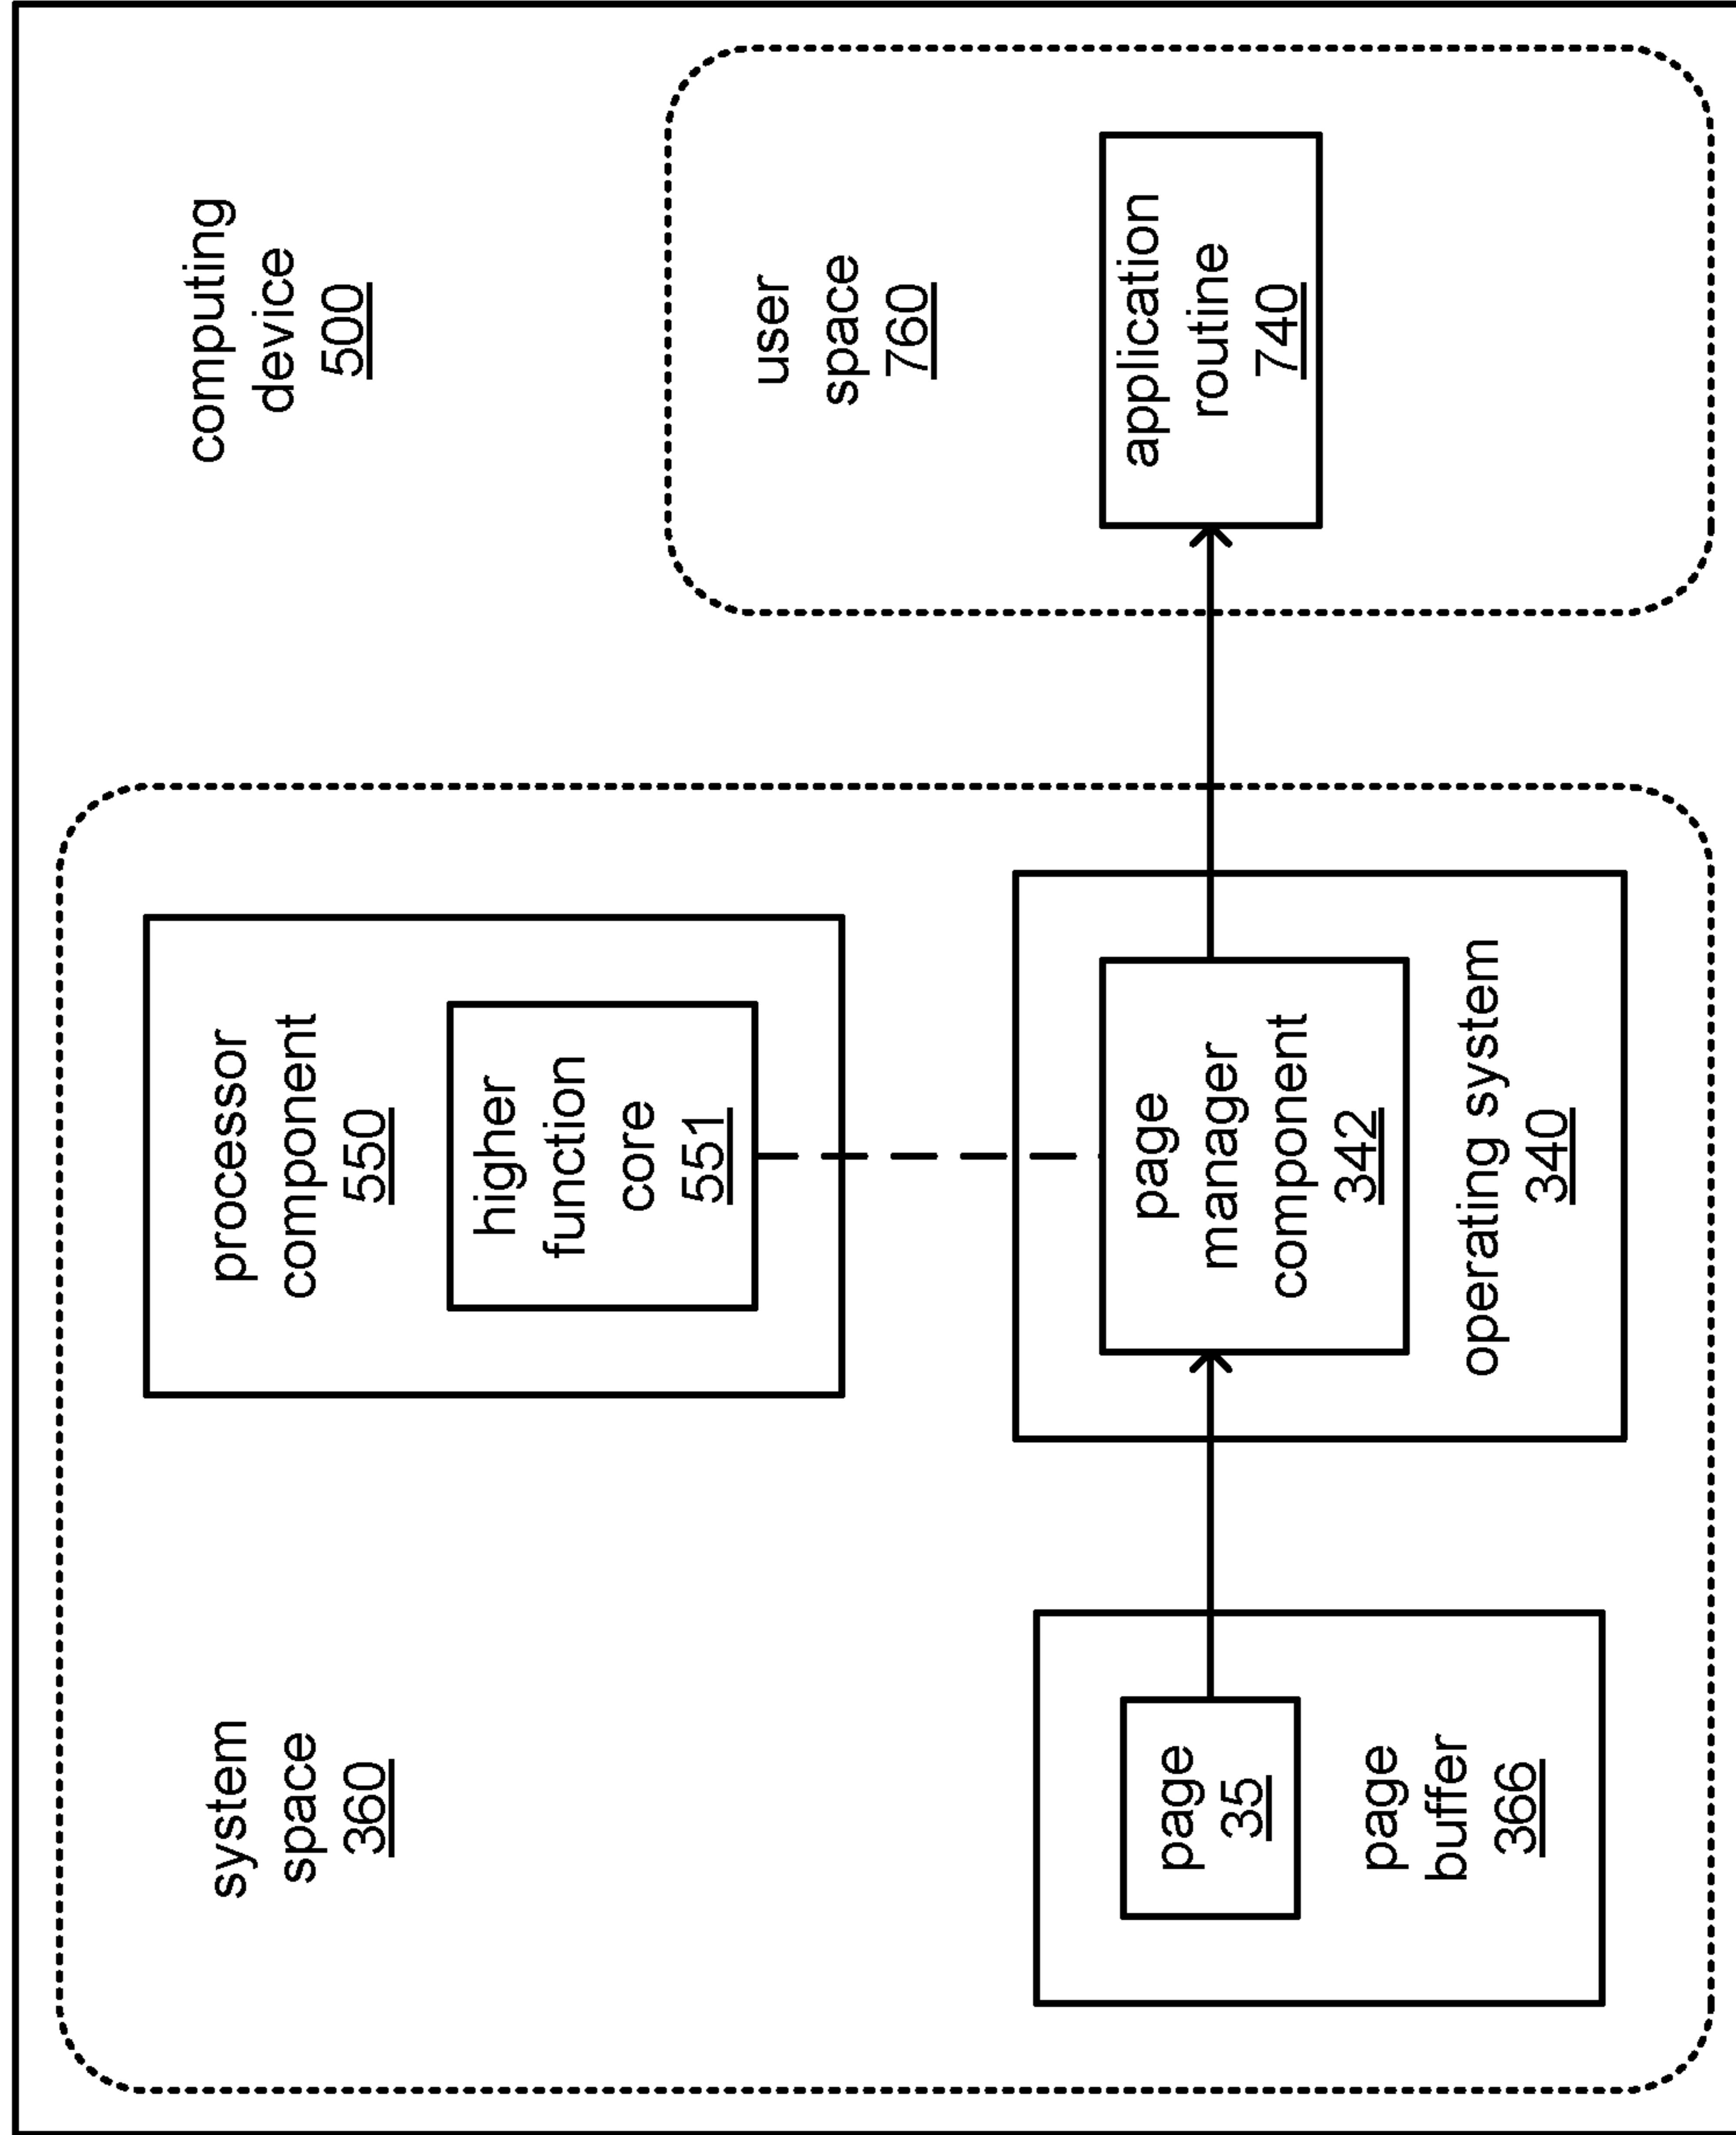 system
space
360
processor
component
550
higher
function
core
551
computing
device
500
user
space
760
page
35
page
buffer
366
page
manager
component
342
operating system
340
application
routine
740